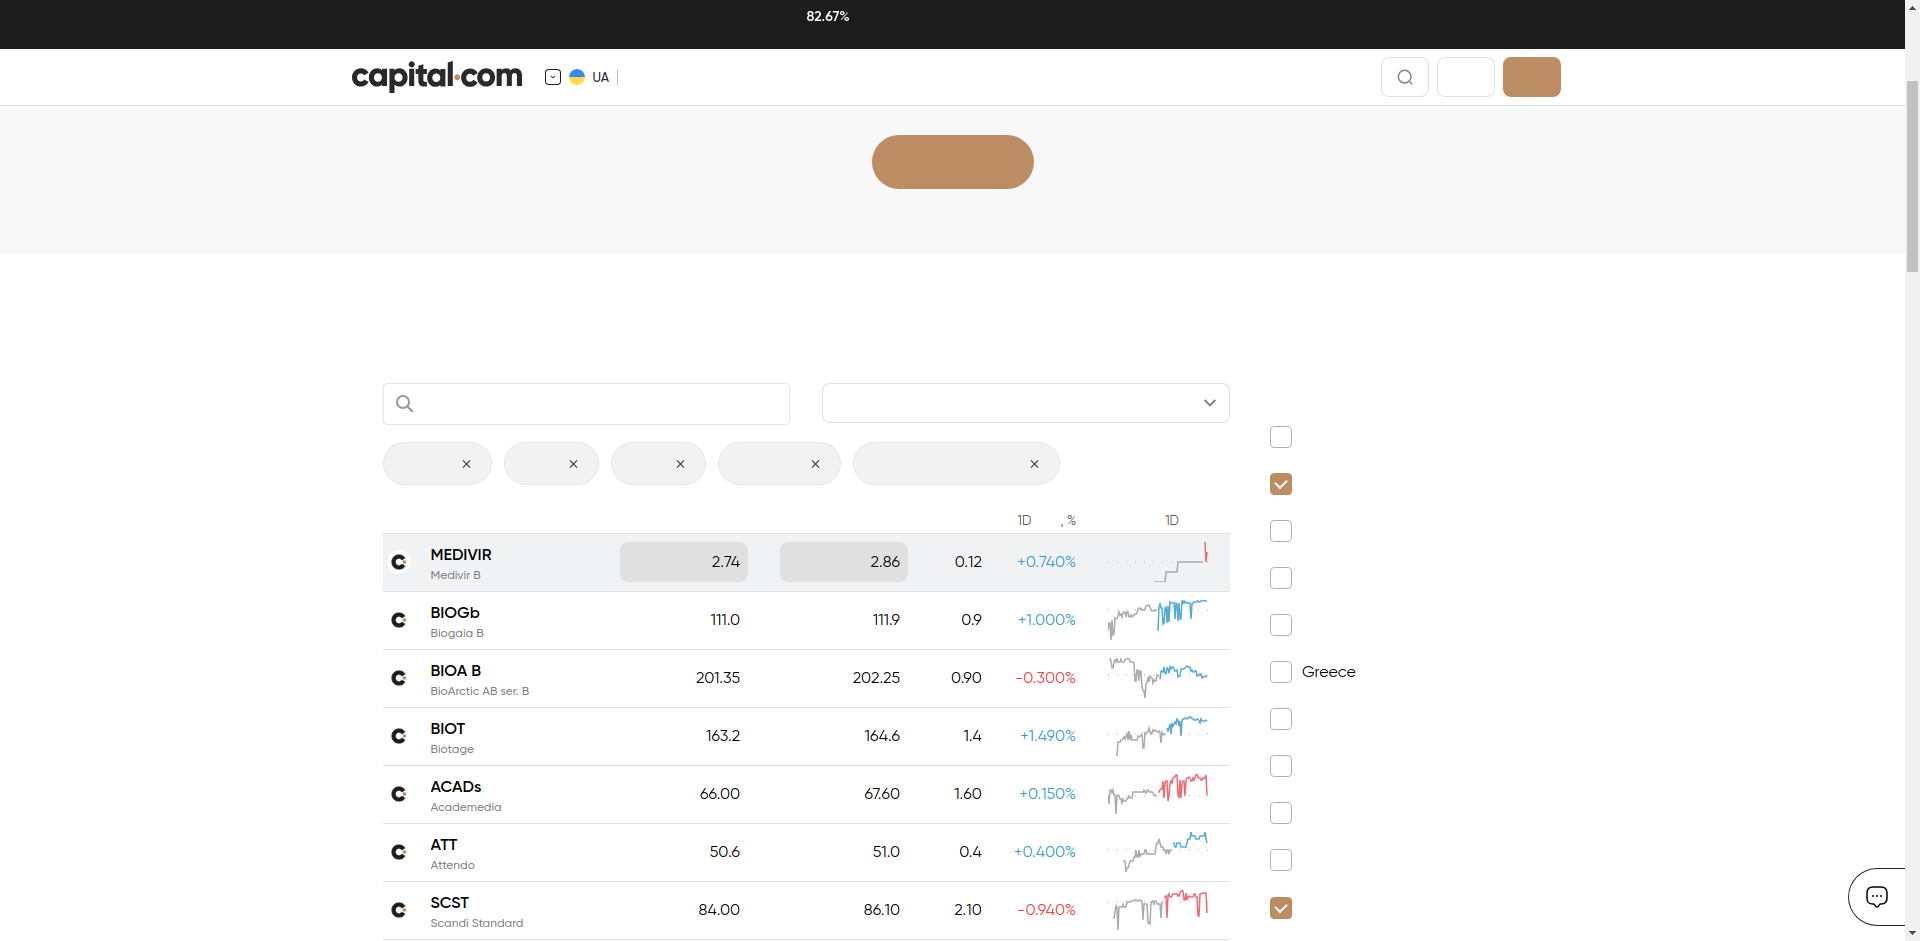 82.67%
capital.com
UA
1D , % 1D
MEDIVIR 2.74 2.86 0.12 +0.740%
Medivir B
BIOGb 111.0 111.9 0.9 +1.000%
Biogaia B
BIOA B 201.35 202.25 0.90 -0.300%
BioArctic AB ser. B
BIOT 163.2 164.6 1.4 +1.490%
Biotage
ACADs 66.00 67.60 1.60 +0.150%
Academedia
ATT 50.6 51.0 0.4 +0.400%
Attendo
SCST 84.00 86.10 2.10 -0.940%
Scandi Standard
Greece